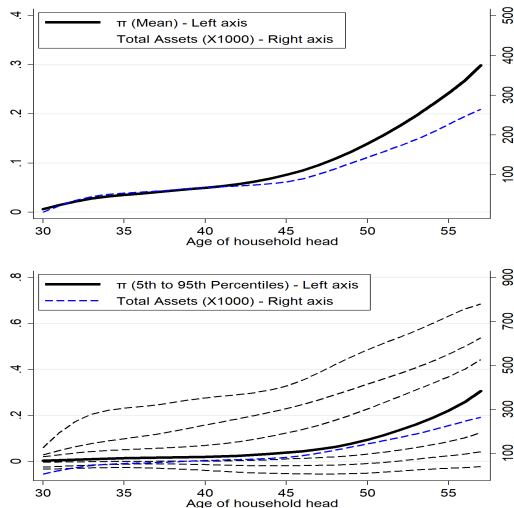 .4
.3
.2
.1
0
500
400
300
200
100
π (Mean) - Left axis
Total Assets (X1000) - Right axis
30 35 40 45 50 55
Age of household head
.8
.6
.4
.2
0
900
700
500
300
100
π (5th to 95th Percentiles) - Left axis
Total Assets (X1000) - Right axis
30 35 40 45 50 55
Age of household head